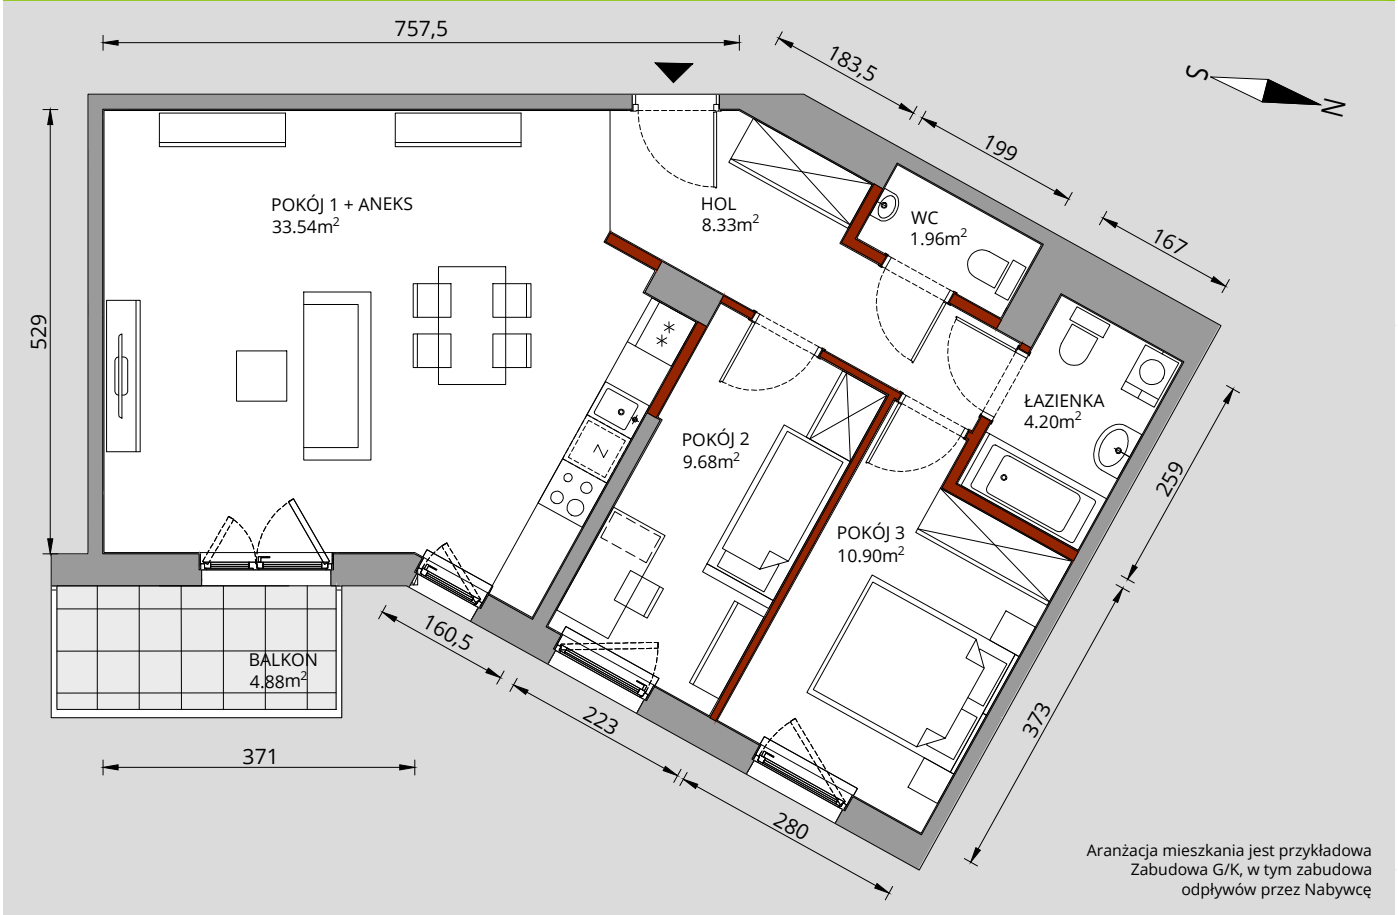 757,5
183,5
S
N
199
167
POKÓJ 1 + ANEKS
33.54m²
HOL
8.33m²
WC
1.96m²
529
ŁAZIENKA
4.20m²
POKÓJ 2
9.68m²
Z
259
POKÓJ 3
10.90m²
BALKON
4.88m²
160,5
223
373
371
280
Aranżacja mieszkania jest przykładowa
Zabudowa G/K, w tym zabudowa
odpływów przez Nabywcę